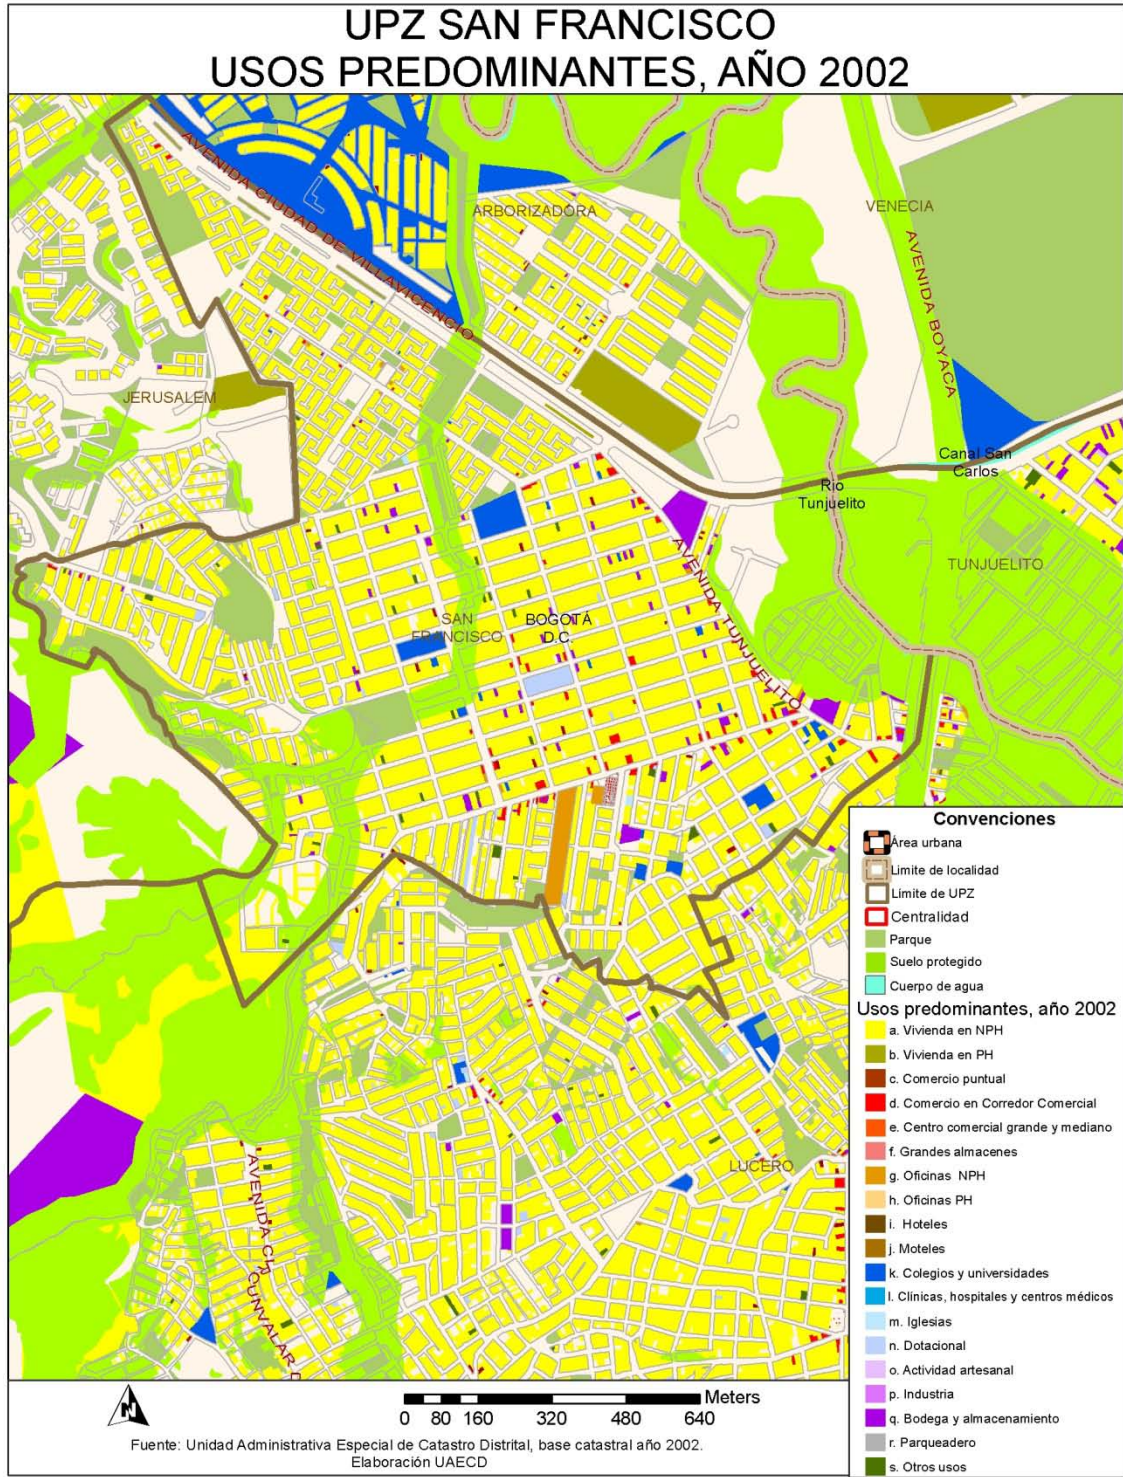 UPZ SAN FRANCISCO
USOS PREDOMINANTES, AÑO 2002
AVENIDA CIUDAD DE VILLAVICENCIO
ARBORIZADORA
VENECIA
AVENIDA BOYACA
JERUSALEM
Canal San
Carlos
Rio
Tunjuelito
TUNJUELITO
AVENIDA TUNJUELITO
SAN
FRANCISCO
BOGOTÁ
D.C.
LUCERO
AVENIDA
Convenciones
Área urbana
Limite de localidad
Límite de UPZ
Centralidad
Parque
Suelo protegido
Cuerpo de agua
Usos predominantes, año 2002
a. Vivienda en NPH
b. Vivienda en PH
c. Comercio puntual
d. Comercio en Corredor Comercial
e. Centro comercial grande y mediano
f. Grandes almacenes
g. Oficinas NPH
h. Oficinas PH
i. Hoteles
j. Moteles
k. Colegios y universidades
l. Clínicas, hospitales y centros médicos
m. Iglesias
n. Dotacional
o. Actividad artesanal
p. Industria
q. Bodega y almacenamiento
r. Parqueadero
s. Otros usos
N
Meters
0 80 160 320 480 640
Fuente: Unidad Administrativa Especial de Catastro Distrital, base catastral año 2002.
Elaboración UAECD